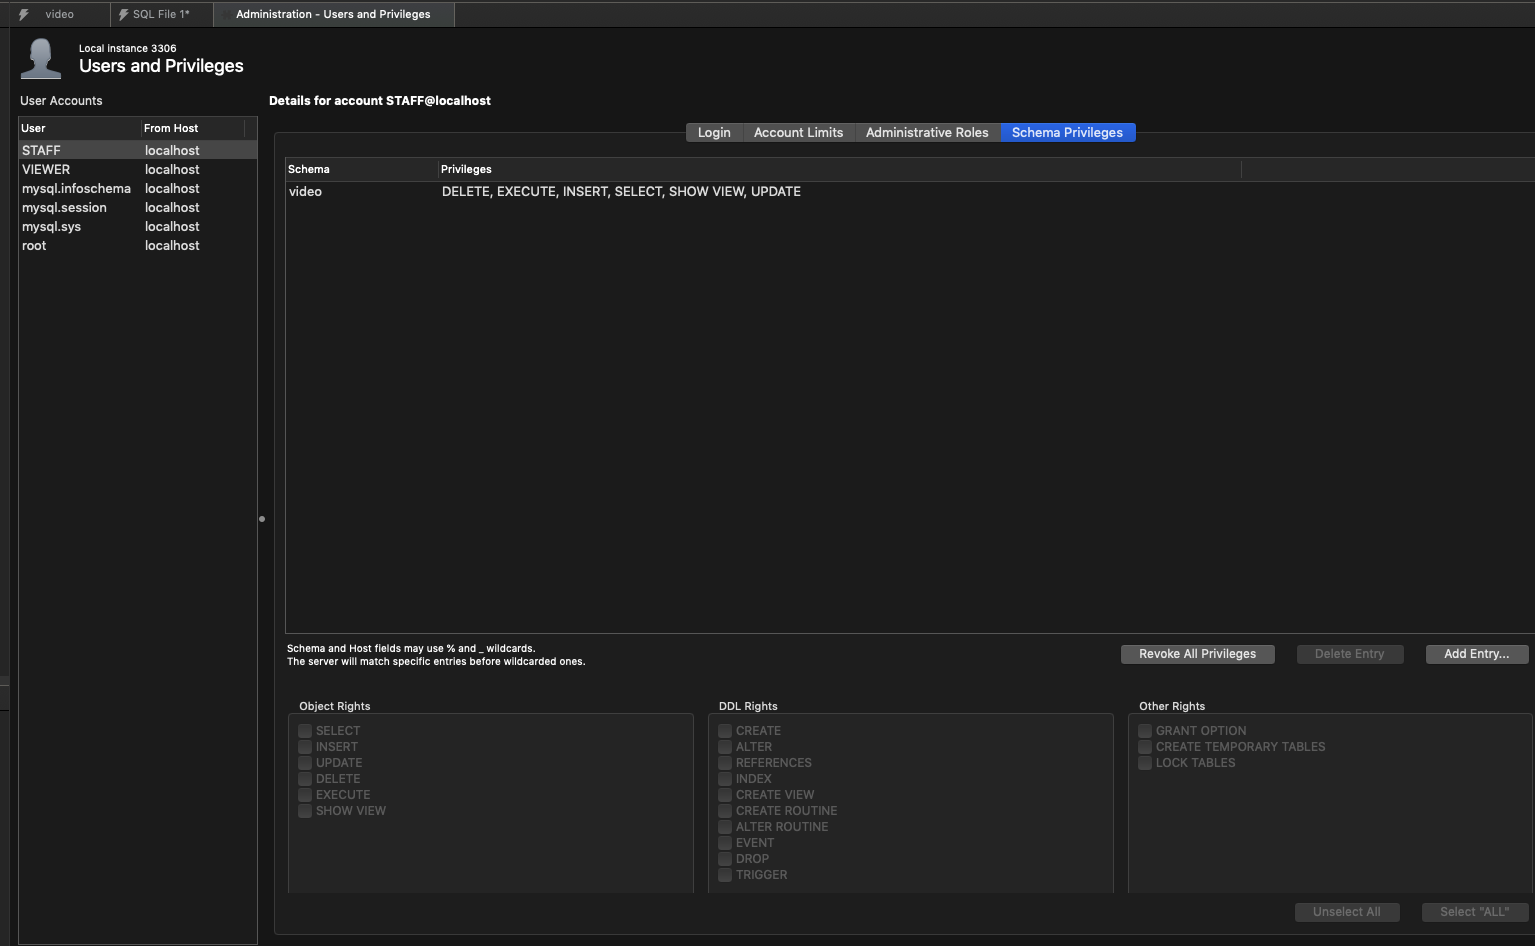 video SQL File 1* Administration - Users and Privileges
Local instance 3306
Users and Privileges
User Accounts
Details for account STAFF@localhost
Login Account Limits Administrative Roles Schema Privileges
User From Host
STAFF localhost
VIEWER localhost
mysql.infoschema localhost
mysql.session localhost
mysql.sys localhost
root localhost
Schema Privileges
video DELETE, EXECUTE, INSERT, SELECT, SHOW VIEW, UPDATE
Schema and Host fields may use % and _ wildcards.
The server will match specific entries before wildcarded ones.
Revoke All Privileges Delete Entry Add Entry...
Object Rights
SELECT
INSERT
UPDATE
DELETE
EXECUTE
SHOW VIEW
DDL Rights
CREATE
ALTER
REFERENCES
INDEX
CREATE VIEW
CREATE ROUTINE
ALTER ROUTINE
EVENT
DROP
TRIGGER
Other Rights
GRANT OPTION
CREATE TEMPORARY TABLES
LOCK TABLES
Unselect All Select "ALL"